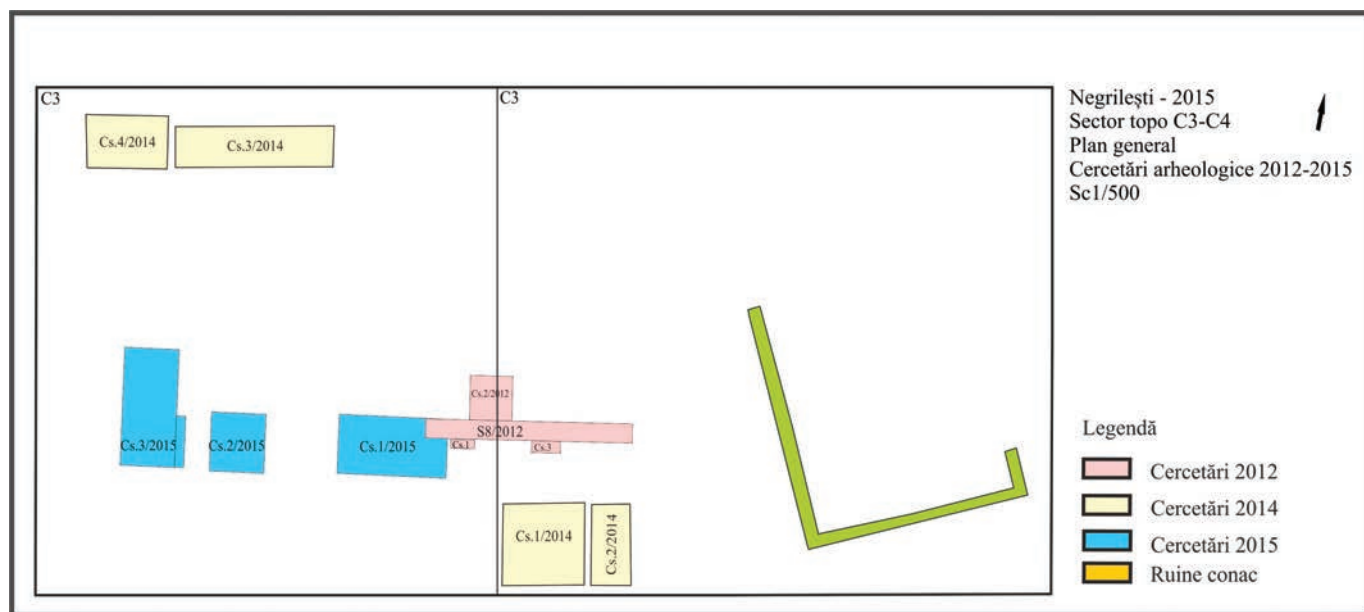 C3
C3
Cs.4/2014
Cs.3/2014
Cs.2/2012
S8/2012
Cs.1
Cs.3
Cs.3/2015
Cs.2/2015
Cs.1/2015
Cs.1/2014
Cs.2/2014
Negrilești - 2015
Sector topo C3-C4
Plan general
Cercetări arheologice 2012-2015
Sc1/500
Legendă
Cercetări 2012
Cercetări 2014
Cercetări 2015
Ruine conac